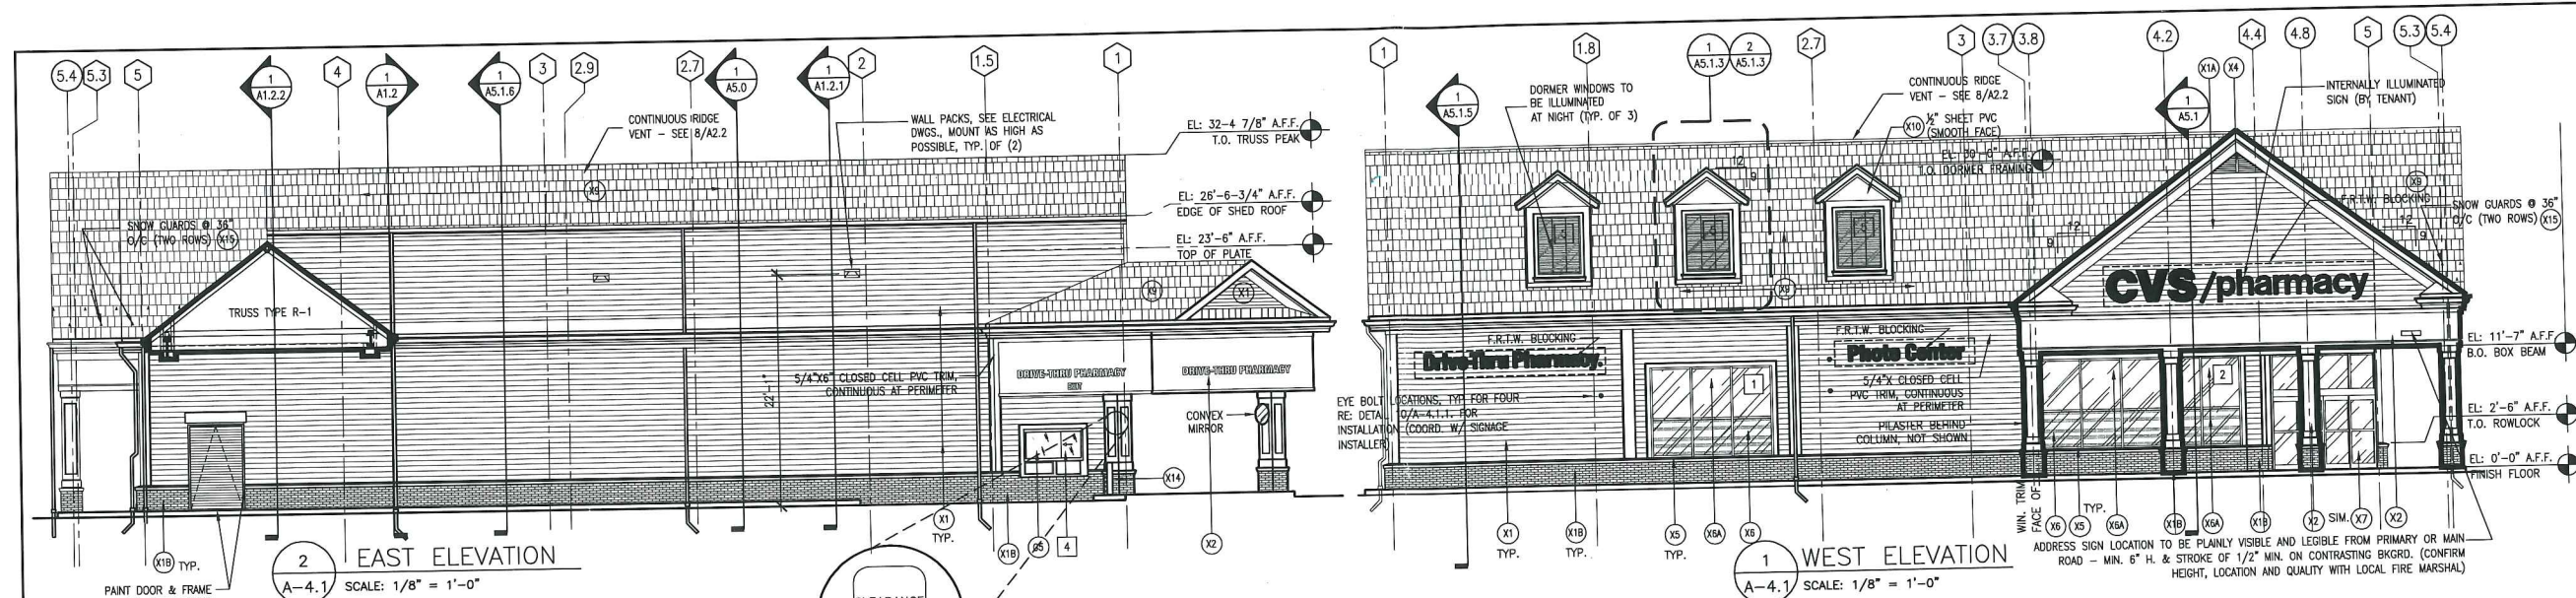 5.4
5.3
5
1
A1.2.2
4
1
A1.2
1
A5.1.6
3
2.9
2.7
1
A5.0
1
A1.2.1
2
1.5
1
CONTINUOUS RIDGE
VENT - SEE 8/A2.2
WALL PACKS, SEE ELECTRICAL
DWGS., MOUNT AS HIGH AS
POSSIBLE, TYP. OF (2)
EL: 32-4 7/8" A.F.F.
T.O. TRUSS PEAK
X9
EL: 26'-6-3/4" A.F.F.
EDGE OF SHED ROOF
SNOW GUARDS @ 36"
O/C (TWO ROWS) X15
EL: 23'-6" A.F.F.
TOP OF PLATE
TRUSS TYPE R-1
X9
X1
22'-1"
5/4"X6" CLOSED CELL PVC TRIM,
CONTINUOUS AT PERIMETER
DRIVE-THRU PHARMACY
EXIT
DRIVE-THRU PHARMACY
CONVEX
MIRROR
X14
X1B TYP.
X1
TYP.
X1B
4
X2
PAINT DOOR & FRAME
2
A-4.1
EAST ELEVATION
SCALE: 1/8" = 1'-0"
CLEARANCE
1
1
A5.1.5
1.8
1
A5.1.3
2
A5.1.3
2.7
3
3.7
3.8
4.2
4.4
4.8
5
5.3
5.4
X1A
X4
1
A5.1
DORMER WINDOWS TO
BE ILLUMINATED
AT NIGHT (TYP. OF 3)
CONTINUOUS RIDGE
VENT - SEE 8/A2.2
X10
½" SHEET PVC
(SMOOTH FACE)
INTERNALLY ILLUMINATED
SIGN (BY TENANT)
EL: 30'-0" A.F.F.
T.O. DORMER FRAMING
12
9
X9
F.R.T.W. BLOCKING
SNOW GUARDS @ 36"
O/C (TWO ROWS) X15
12
9
12
9
X9
CVS/pharmacy
F.R.T.W. BLOCKING
Drive-Thru Pharmacy
F.R.T.W. BLOCKING
Photo Center
EL: 11'-7" A.F.F.
B.O. BOX BEAM
1
2
5/4"X CLOSED CELL
PVC TRIM, CONTINUOUS
AT PERIMETER
PILASTER BEHIND
COLUMN, NOT SHOWN
EYE BOLT LOCATIONS, TYP FOR FOUR
RE: DETAIL 10/A-4.1.1. FOR
INSTALLATION (COORD. W/ SIGNAGE
INSTALLER)
EL: 2'-6" A.F.F.
T.O. ROWLOCK
EL: 0'-0" A.F.F.
FINISH FLOOR
X1
TYP.
X1B
TYP.
X5
TYP.
X6A
X6
WIN. TRIM
FACE OF
X6
X5
TYP.
X6A
X1B
X6A
X1B
X2
SIM.
X7
X2
1
A-4.1
WEST ELEVATION
SCALE: 1/8" = 1'-0"
ADDRESS SIGN LOCATION TO BE PLAINLY VISIBLE AND LEGIBLE FROM PRIMARY OR MAIN
ROAD - MIN. 6" H. & STROKE OF 1/2" MIN. ON CONTRASTING BKGRD. (CONFIRM
HEIGHT, LOCATION AND QUALITY WITH LOCAL FIRE MARSHAL)